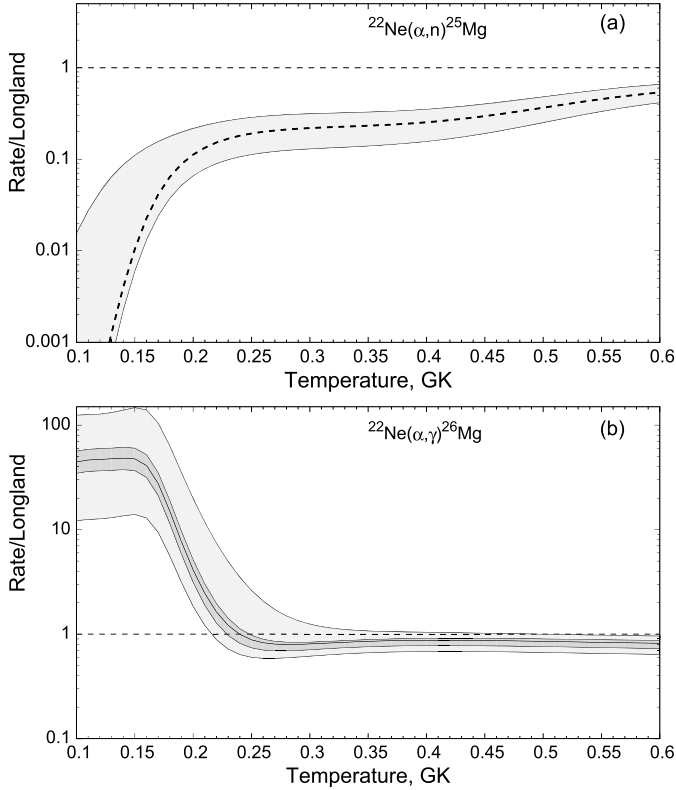 ²²Ne(α,n)²⁵Mg (a)
1
0.1
0.01
0.001
Rate/Longland
0.1 0.15 0.2 0.25 0.3 0.35 0.4 0.45 0.5 0.55 0.6
Temperature, GK
²²Ne(α,γ)²⁶Mg (b)
100
10
1
0.1
Rate/Longland
0.1 0.15 0.2 0.25 0.3 0.35 0.4 0.45 0.5 0.55 0.6
Temperature, GK